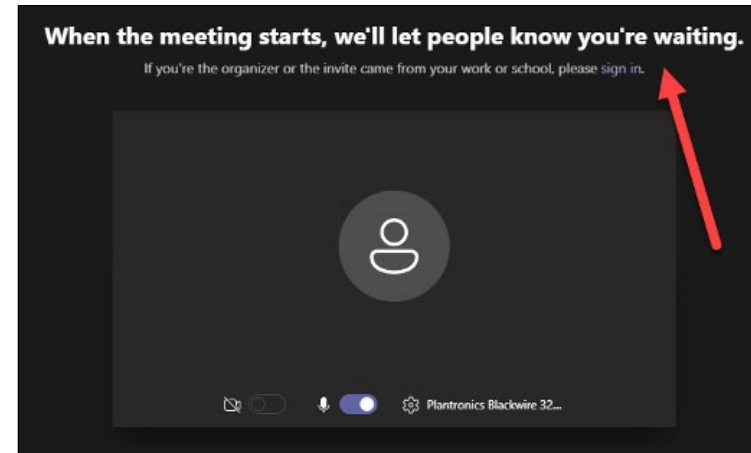 When the meeting starts, we'll let people know you're waiting.
If you're the organizer or the invite came from your work or school, please sign in.
Plantronics Blackwire 32...